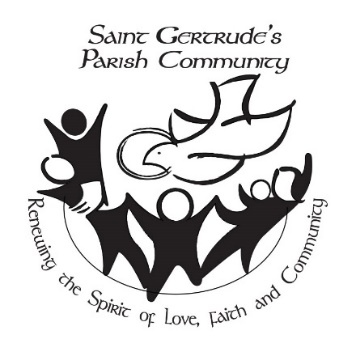 Saint Gertrude's
Parish Community
Renewing the Spirit of Love, Faith and Community